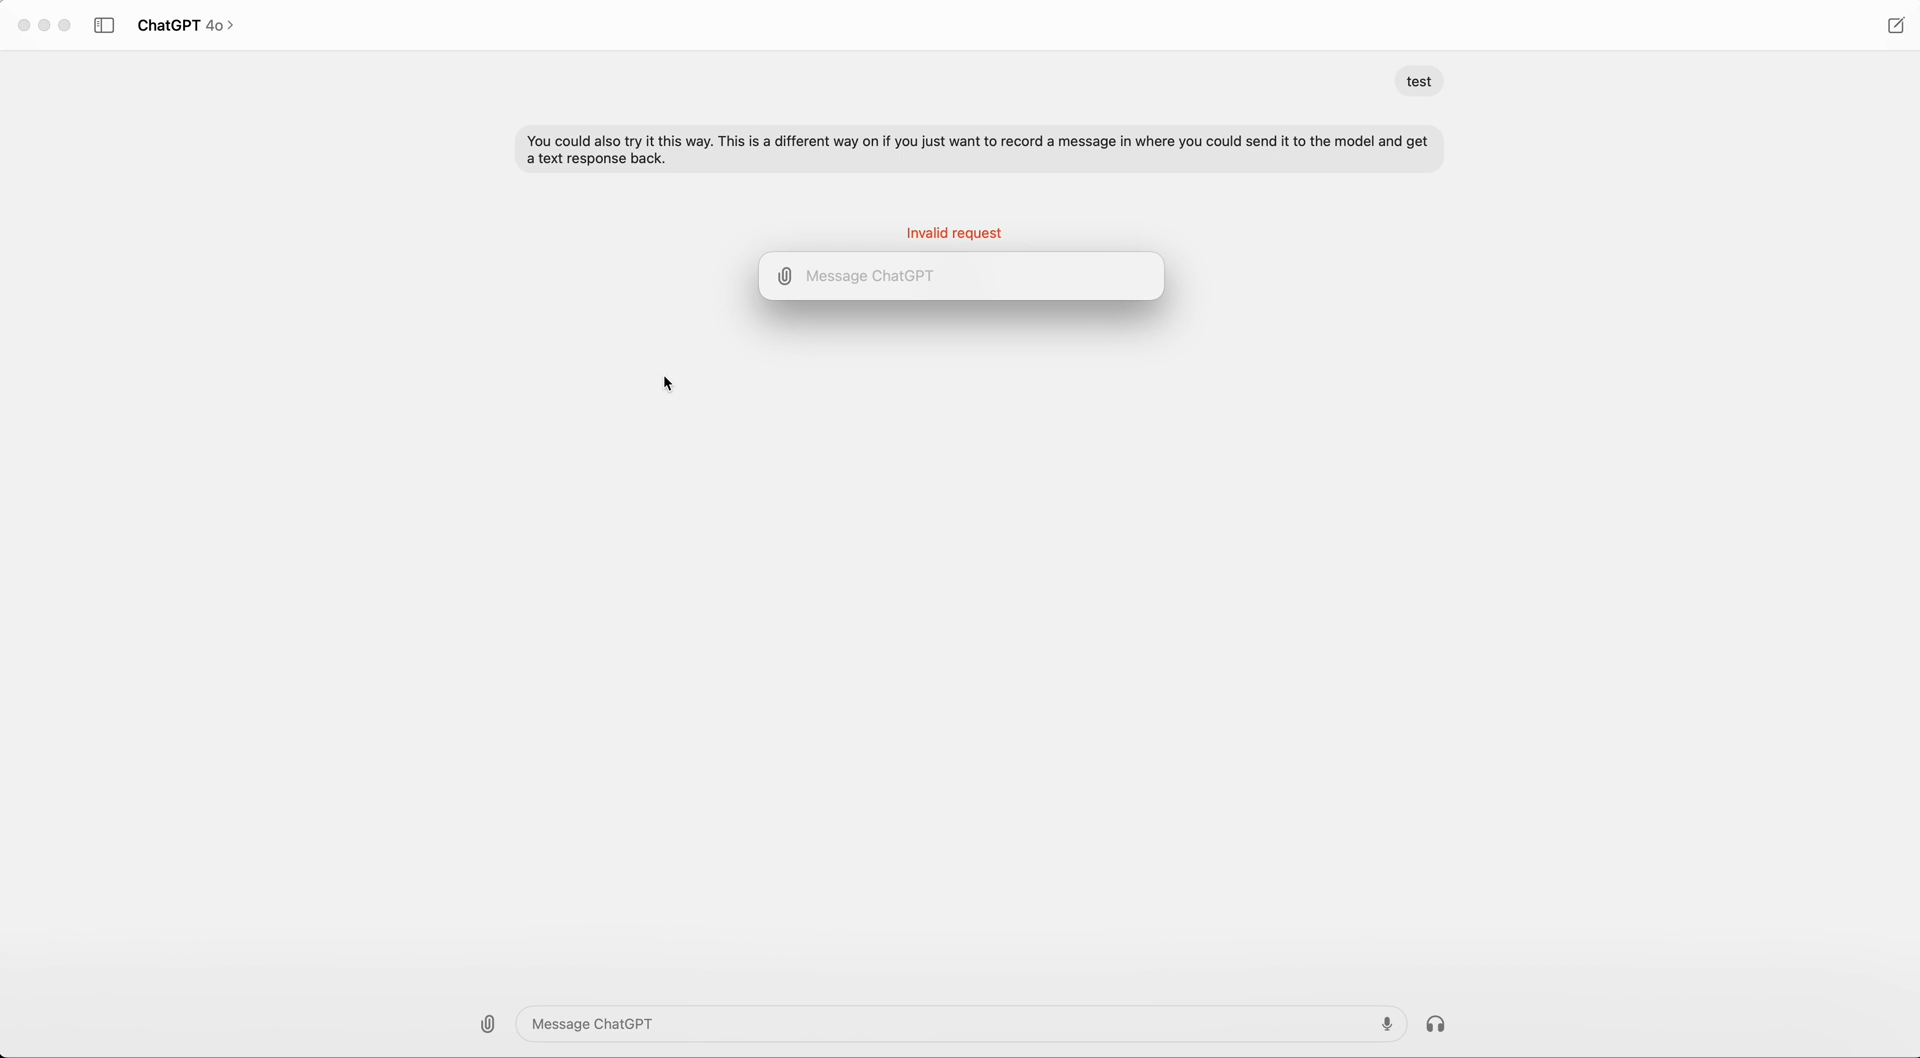 ChatGPT 4o >
test
You could also try it this way. This is a different way on if you just want to record a message in where you could send it to the model and get
a text response back.
Invalid request
Message ChatGPT
Message ChatGPT